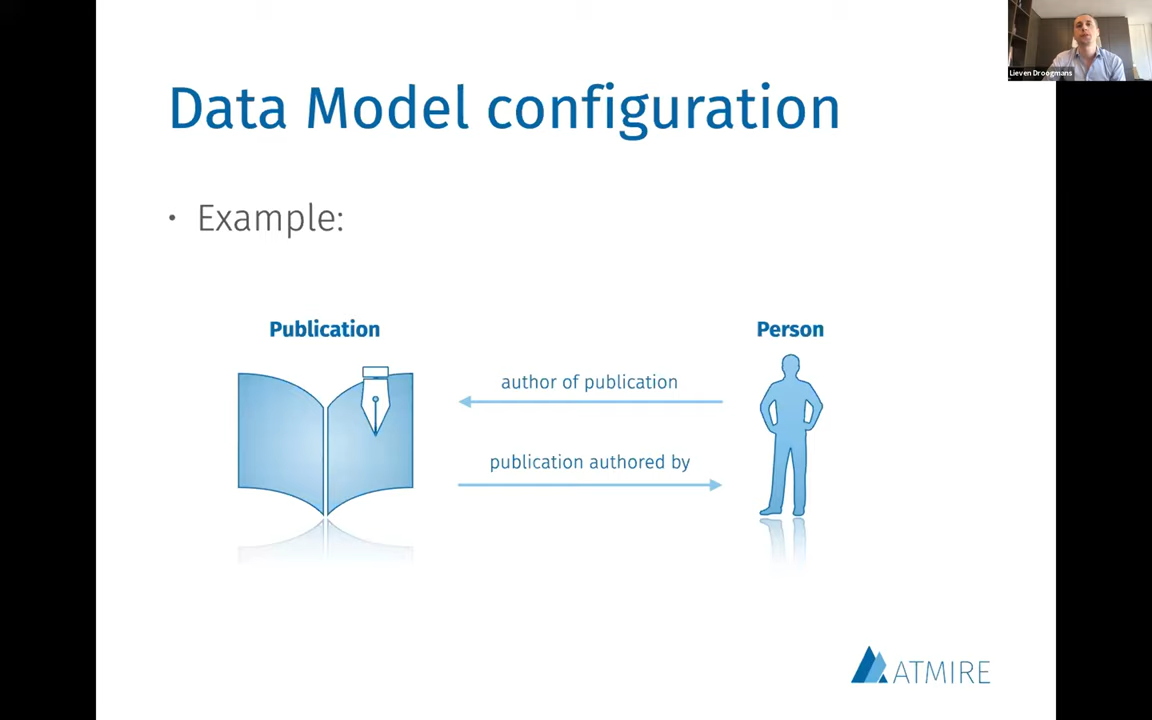 Lieven Droogmans
Data Model configuration
• Example:
Publication
Person
author of publication
publication authored by
ATMIRE